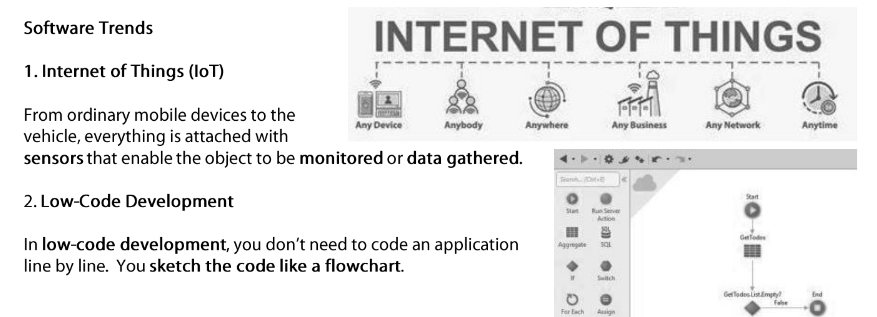 Software Trends
INTERNET OF THINGS
1. Internet of Things (IoT)
Any Device
Anybody
Anywhere
Any Business
Any Network
Anytime
From ordinary mobile devices to the
vehicle, everything is attached with
sensors that enable the object to be monitored or data gathered.
2. Low-Code Development
In low-code development, you don't need to code an application
line by line. You sketch the code like a flowchart.
Search... (Ctrl+E)
Start
Run Server
Action
SQL
Aggregate
SQL
If
Switch
For Each
Assign
Start
GetTodos
GetTodos.List.Empty?
False
End